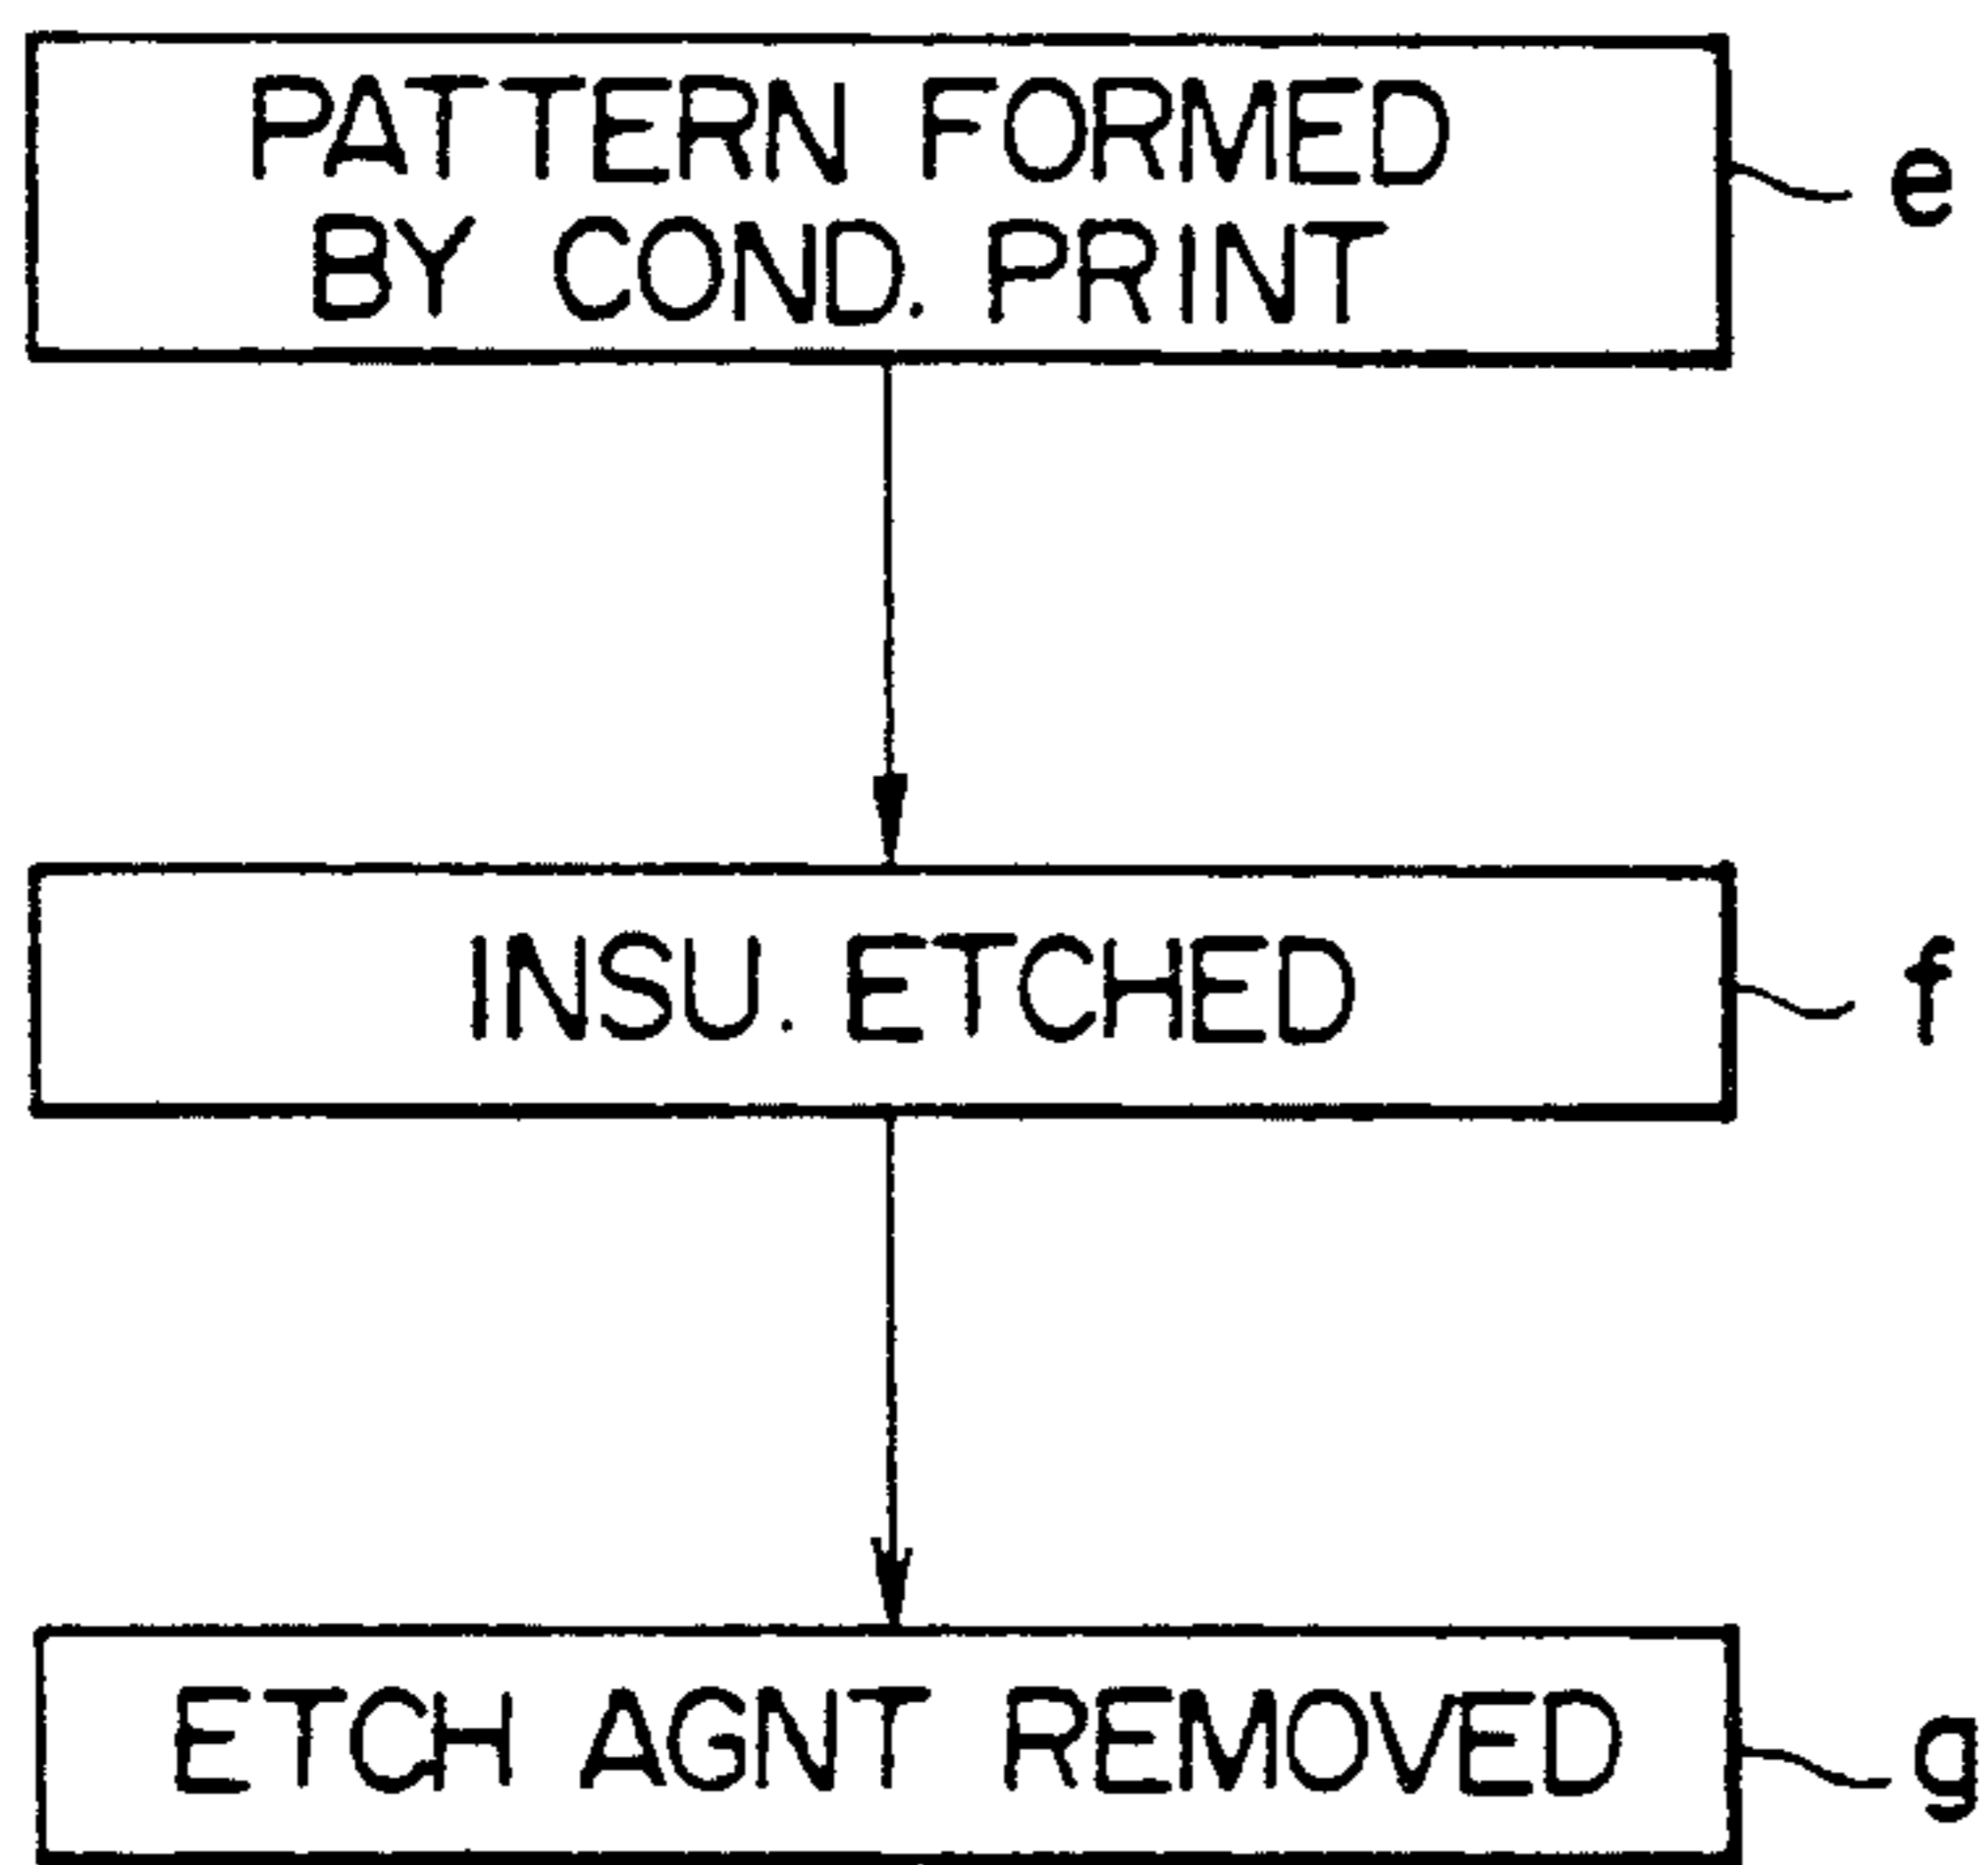 PATTERN FORMED
BY COND. PRINT
e
INSU. ETCHED
f
ETCH AGNT REMOVED
g